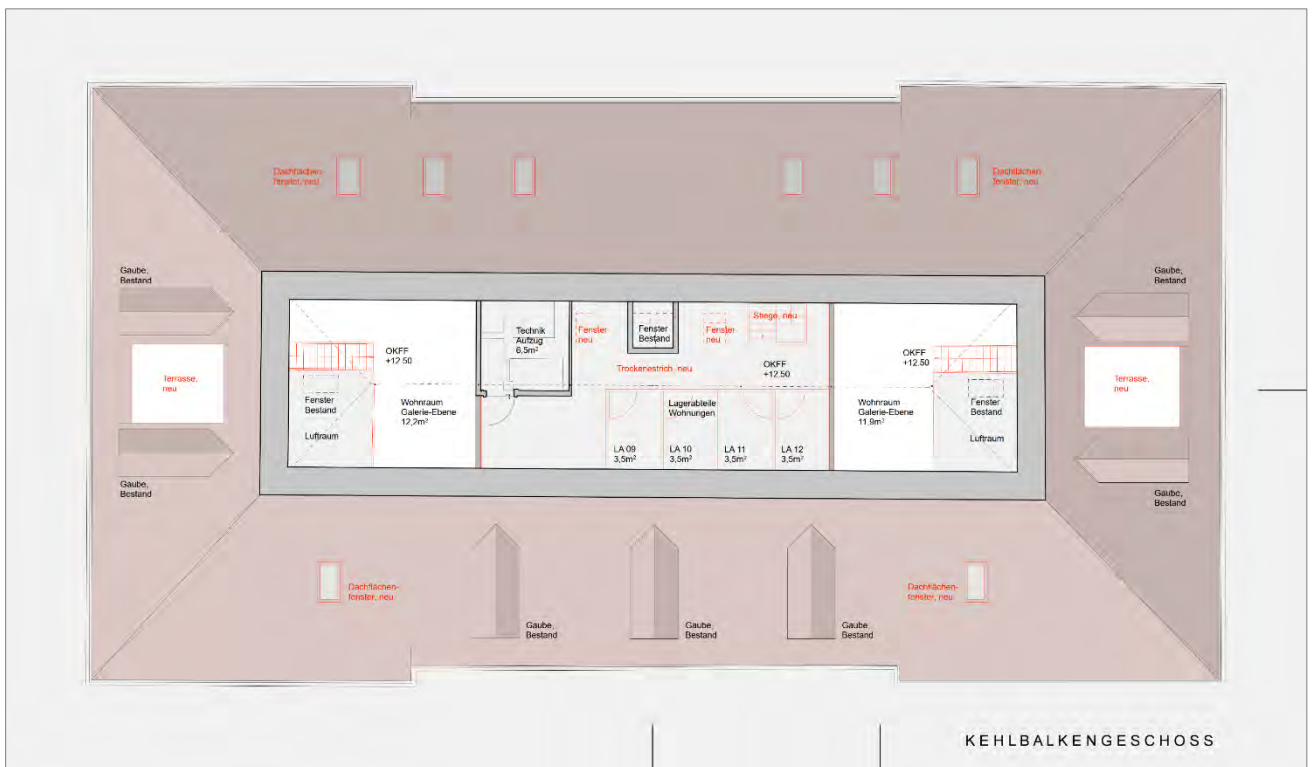 Dachflächen-
fenster, neu
Dachflächen
fenster, neu
Gaube,
Bestand
Gaube,
Bestand
Terrasse,
neu
Terrasse,
neu
Gaube,
Bestand
Gaube,
Bestand
OKFF
+12.50
Fenster
Bestand
Luftraum
Wohnraum
Galerie-Ebene
12,2m²
Technik
Aufzug
6,5m²
Fenster
neu
Fenster
Bestand
Fenster
neu
Stiege, neu
Trockenestrich, neu
OKFF
+12.50
Lagerabteile
Wohnungen
LA 09
3,5m²
LA 10
3,5m²
LA 11
3,5m²
LA 12
3,5m²
OKFF
+12.50
Wohnraum
Galerie-Ebene
11,9m²
Fenster
Bestand
Luftraum
Dachflächen-
fenster, neu
Dachflächen-
fenster, neu
Gaube,
Bestand
Gaube,
Bestand
Gaube,
Bestand
KEHLBALKENGESCHOSS